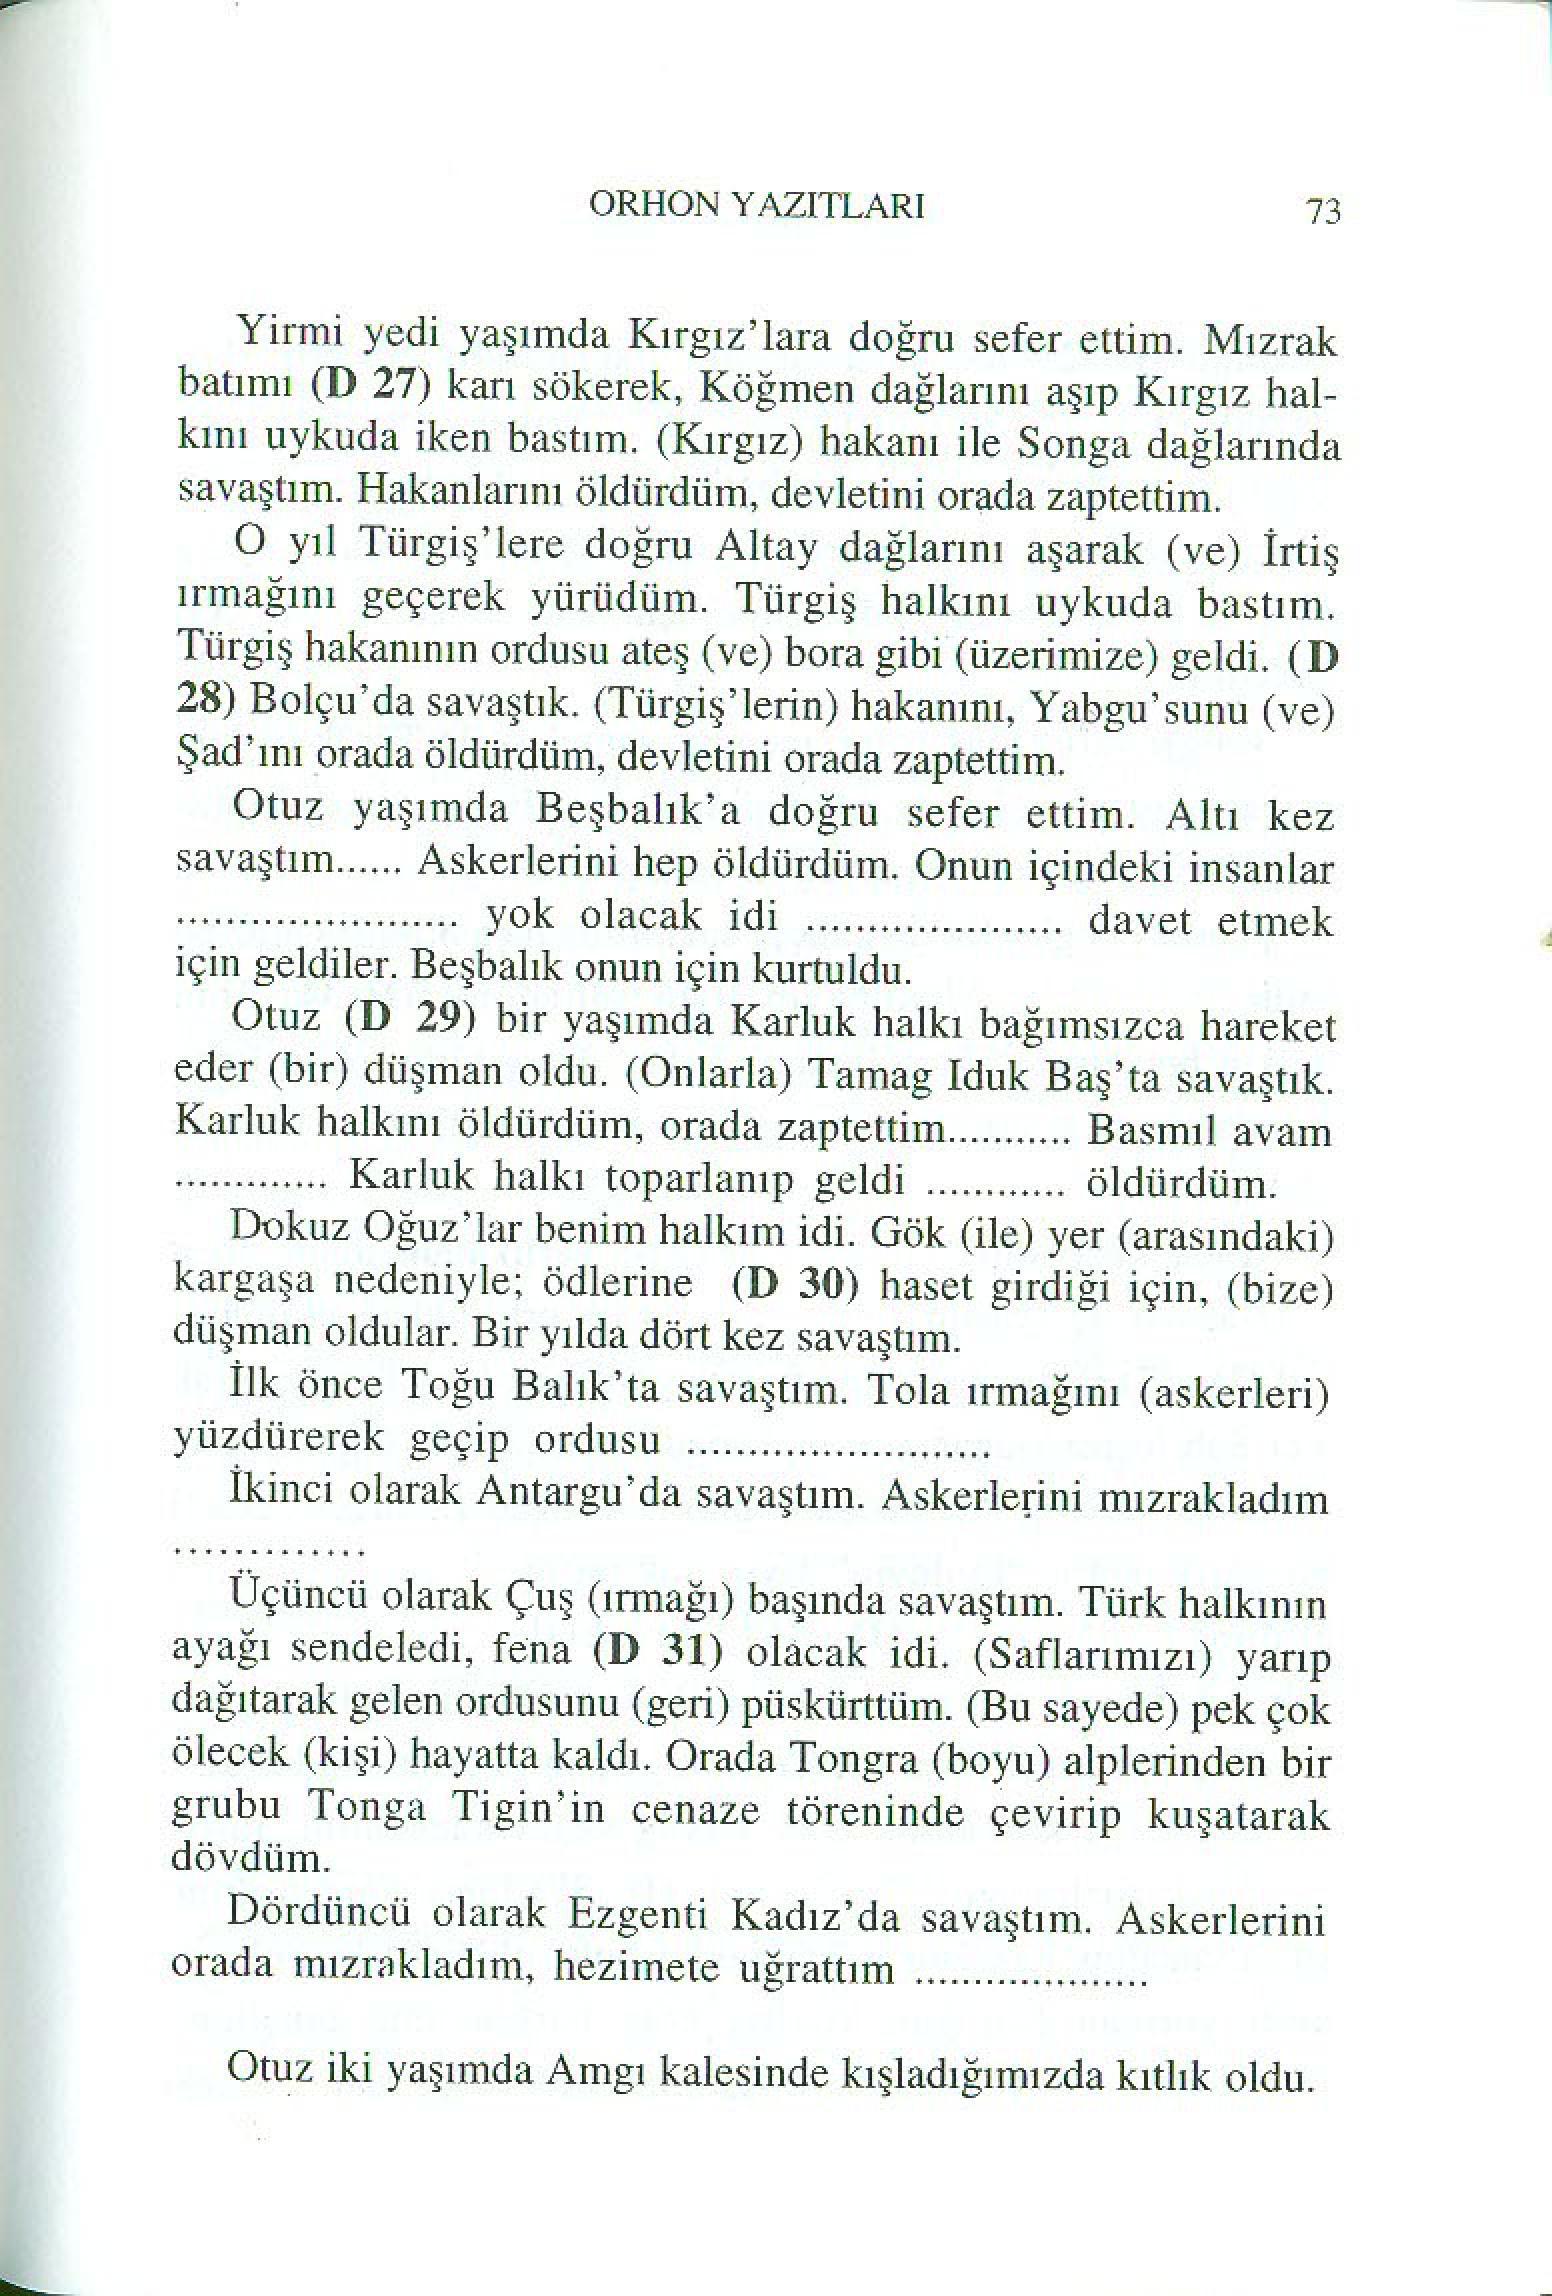 ORHON YAZITLARI 73
Yirmi yedi yaşımda Kırgız'lara doğru sefer ettim. Mızrak
batımı (D 27) karı sökerek, Köğmen dağlarını aşıp Kırgız hal-
kını uykuda iken bastım. (Kırgız) hakanı ile Songa dağlarında
savaştım. Hakanlarını öldürdüm, devletini orada zaptettim.
O yıl Türgiş'lere doğru Altay dağlarını aşarak (ve) İrtiş
ırmağını geçerek yürüdüm. Türgiş halkını uykuda bastım.
Türgiş hakanının ordusu ateş (ve) bora gibi (üzerimize) geldi. (D
28) Bolçu'da savaştık. (Türgiş'lerin) hakanını, Yabgu'sunu (ve)
Şad'ını orada öldürdüm, devletini orada zaptettim.
Otuz yaşımda Beşbalık'a doğru sefer ettim. Altı kez
savaştım...... Askerlerini hep öldürdüm. Onun içindeki insanlar
....................... yok olacak idi ..................... davet etmek
için geldiler. Beşbalık onun için kurtuldu.
Otuz (D 29) bir yaşımda Karluk halkı bağımsızca hareket
eder (bir) düşman oldu. (Onlarla) Tamag Iduk Baş'ta savaştık.
Karluk halkını öldürdüm, orada zaptettim........... Basmıl avam
............. Karluk halkı toparlanıp geldi ............ öldürdüm.
Dokuz Oğuz'lar benim halkım idi. Gök (ile) yer (arasındaki)
kargaşa nedeniyle; ödlerine (D 30) haset girdiği için, (bize)
düşman oldular. Bir yılda dört kez savaştım.
İlk önce Toğu Balık'ta savaştım. Tola ırmağını (askerleri)
yüzdürerek geçip ordusu .........................
İkinci olarak Antargu'da savaştım. Askerlerini mızrakladım
.............
Üçüncü olarak Çuş (ırmağı) başında savaştım. Türk halkının
ayağı sendeledi, fena (D 31) olacak idi. (Saflarımızı) yarıp
dağıtarak gelen ordusunu (geri) püskürttüm. (Bu sayede) pek çok
ölecek (kişi) hayatta kaldı. Orada Tongra (boyu) alplerinden bir
grubu Tonga Tigin'in cenaze töreninde çevirip kuşatarak
dövdüm.
Dördüncü olarak Ezgenti Kadız'da savaştım. Askerlerini
orada mızrakladım, hezimete uğrattım ...................
Otuz iki yaşımda Amgı kalesinde kışladığımızda kıtlık oldu.